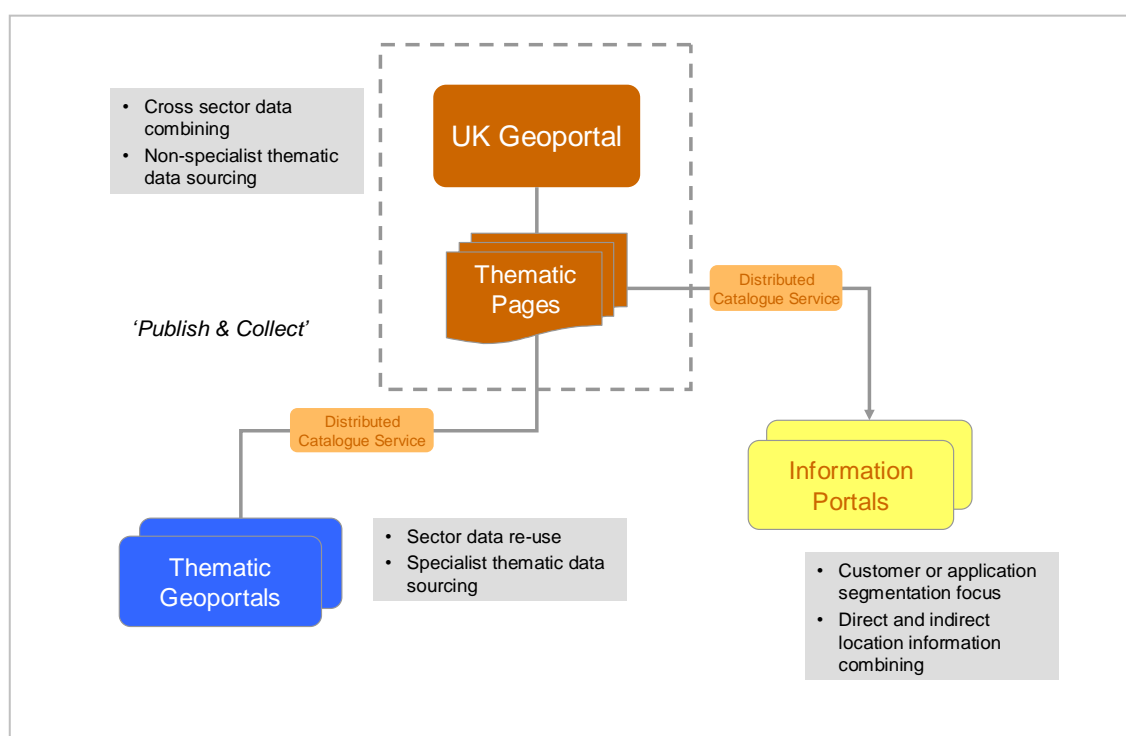 • Cross sector data
combining
• Non-specialist thematic
data sourcing
UK Geoportal
Thematic
Pages
Distributed
Catalogue Service
‘Publish & Collect’
Distributed
Catalogue Service
Information
Portals
Thematic
Geoportals
• Sector data re-use
• Specialist thematic data
sourcing
• Customer or application
segmentation focus
• Direct and indirect
location information
combining